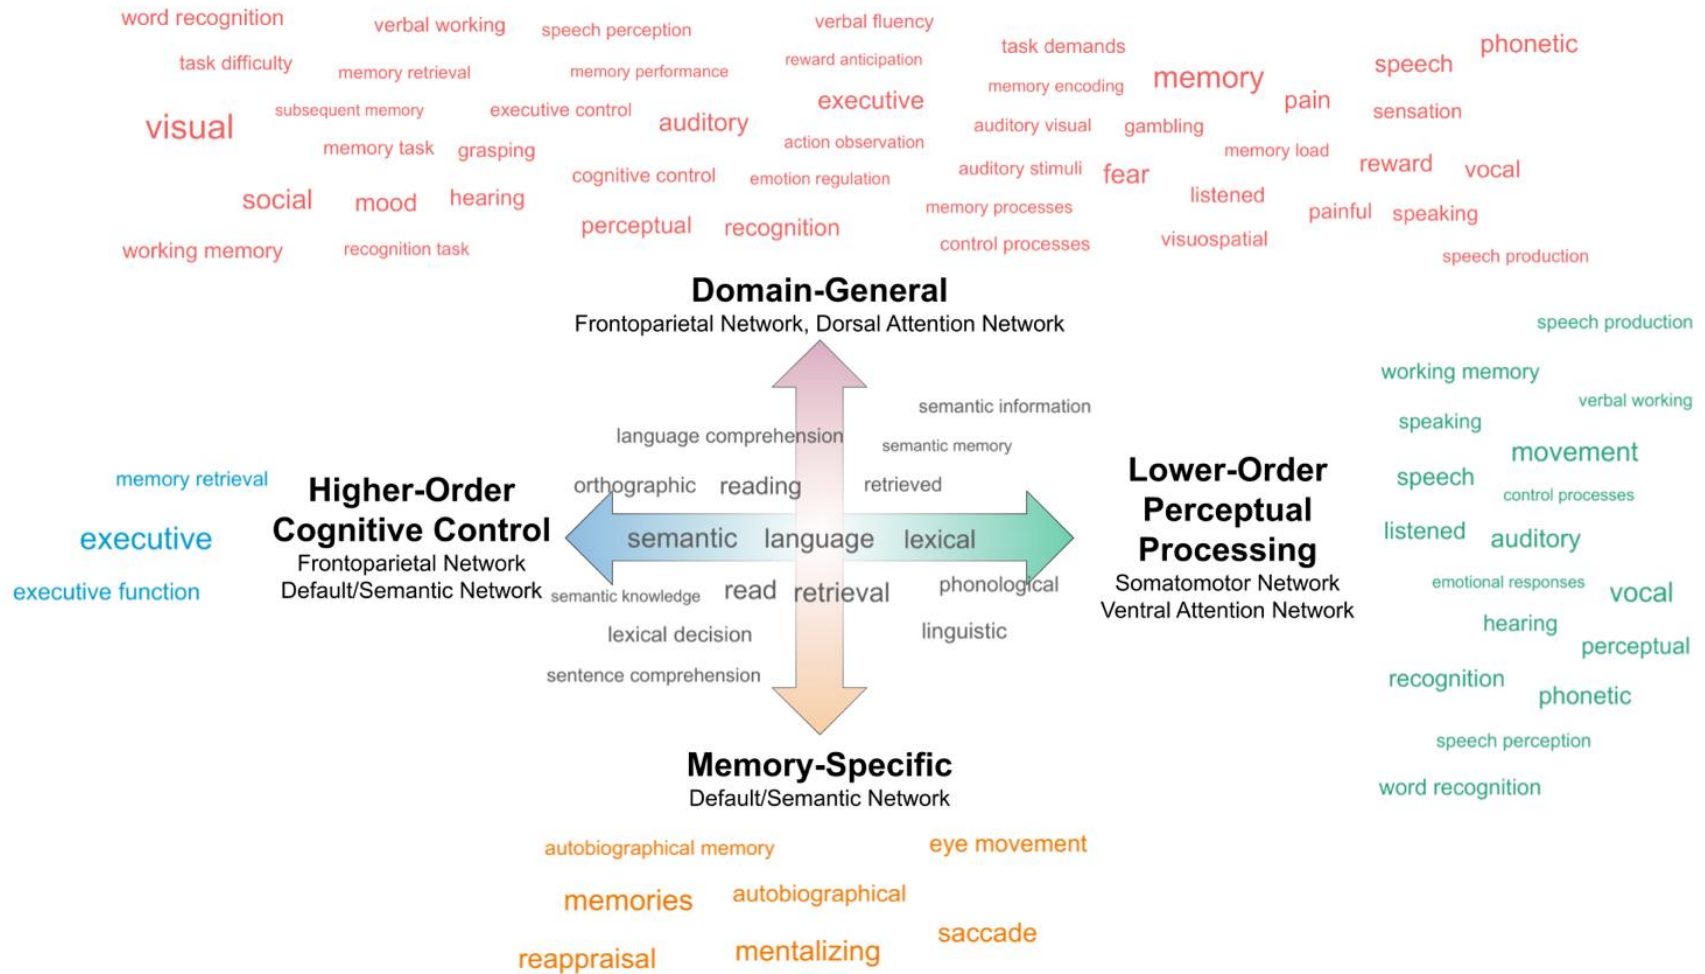 word recognition
verbal working
speech perception
verbal fluency
task demands
phonetic
task difficulty
memory retrieval
memory performance
reward anticipation
memory encoding
memory
speech
visual
subsequent memory
executive control
auditory
executive
auditory visual
gambling
pain
sensation
memory task
grasping
action observation
memory load
social
mood
hearing
cognitive control
emotion regulation
auditory stimuli
fear
reward
vocal
listened
perceptual
recognition
memory processes
painful
speaking
working memory
recognition task
control processes
visuospatial
speech production
Domain-General
Frontoparietal Network, Dorsal Attention Network
semantic information
language comprehension
semantic memory
orthographic
reading
retrieved
semantic
language
lexical
semantic knowledge
read
retrieval
phonological
lexical decision
linguistic
sentence comprehension
memory retrieval
executive
executive function
Higher-Order
Cognitive Control
Frontoparietal Network
Default/Semantic Network
Lower-Order
Perceptual
Processing
Somatomotor Network
Ventral Attention Network
speech production
working memory
verbal working
speaking
movement
speech
control processes
listened
auditory
emotional responses
vocal
hearing
perceptual
recognition
phonetic
speech perception
word recognition
Memory-Specific
Default/Semantic Network
autobiographical memory
eye movement
memories
autobiographical
saccade
reappraisal
mentalizing